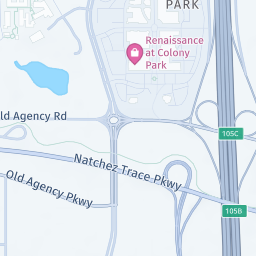 PARK
Renaissance
at Colony
Park
ld Agency Rd
105C
Natchez Trace Pkwy
Old Agency Pkwy
105B